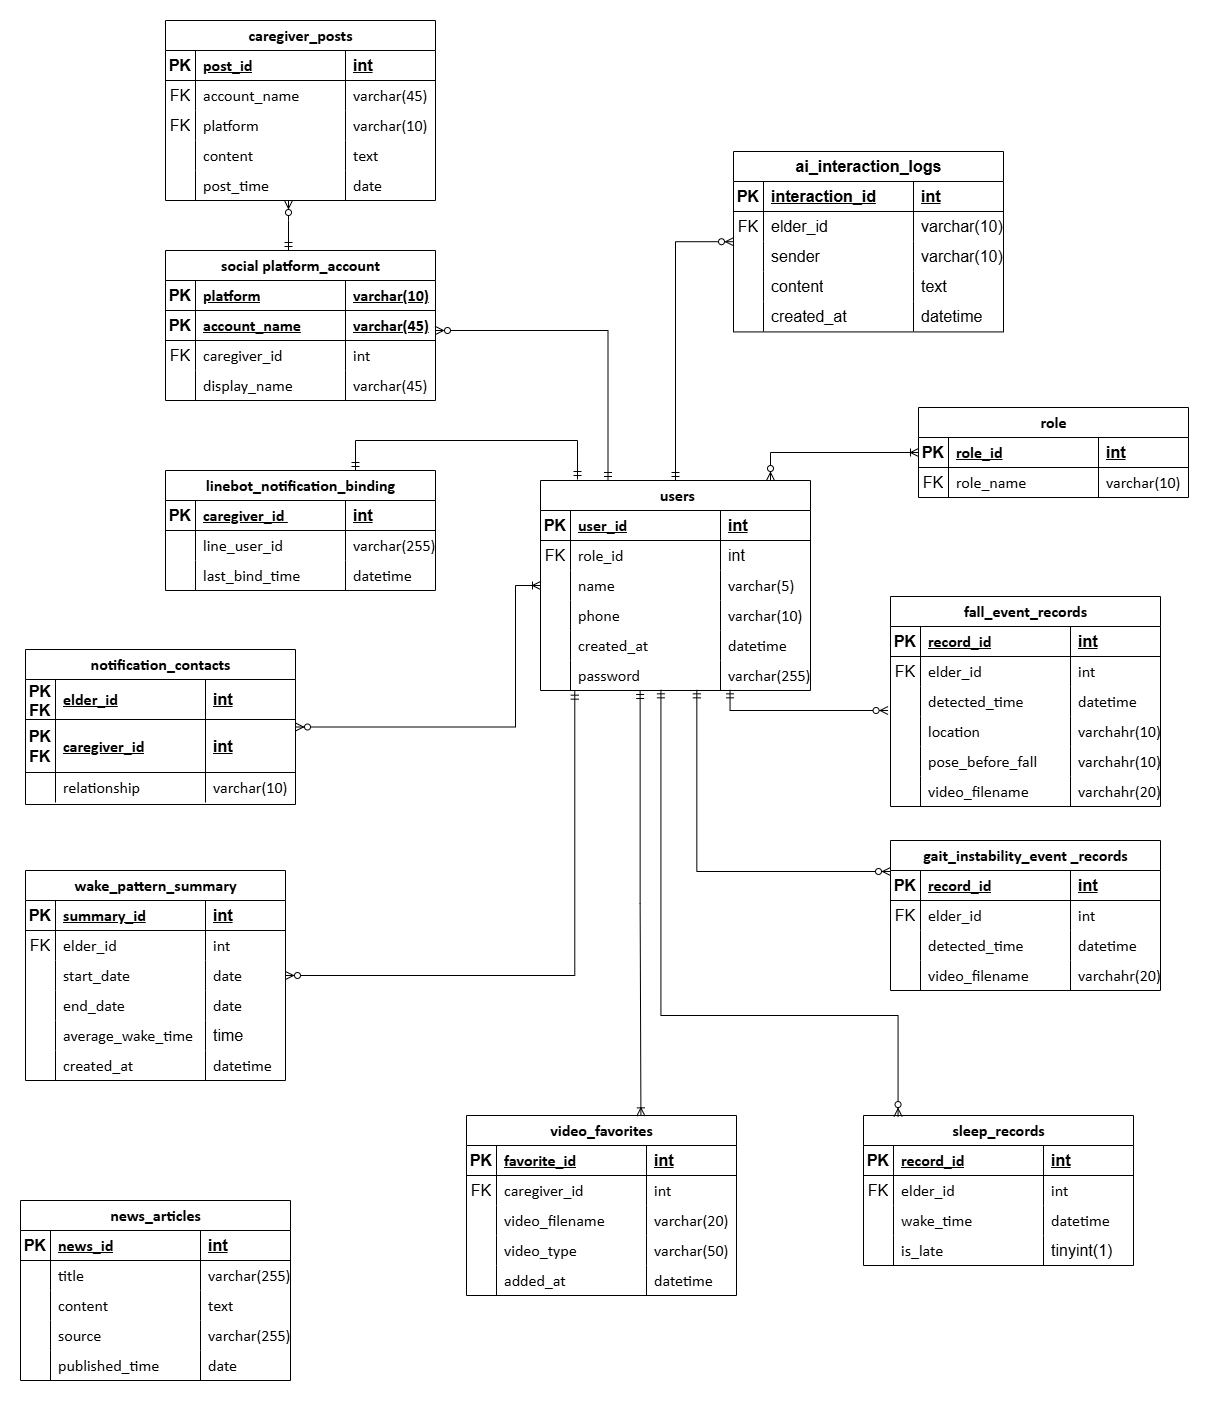 caregiver_posts
PK post_id int
FK account_name varchar(45)
FK platform varchar(10)
content text
post_time date
social platform_account
PK platform varchar(10)
PK account_name varchar(45)
FK caregiver_id int
display_name varchar(45)
linebot_notification_binding
PK caregiver_id int
line_user_id varchar(255)
last_bind_time datetime
notification_contacts
PK
FK elder_id int
PK
FK caregiver_id int
relationship varchar(10)
wake_pattern_summary
PK summary_id int
FK elder_id int
start_date date
end_date date
average_wake_time time
created_at datetime
news_articles
PK news_id int
title varchar(255)
content text
source varchar(255)
published_time date
users
PK user_id int
FK role_id int
name varchar(5)
phone varchar(10)
created_at datetime
password varchar(255)
video_favorites
PK favorite_id int
FK caregiver_id int
video_filename varchar(20)
video_type varchar(50)
added_at datetime
ai_interaction_logs
PK interaction_id int
FK elder_id varchar(10)
sender varchar(10)
content text
created_at datetime
role
PK role_id int
FK role_name varchar(10)
fall_event_records
PK record_id int
FK elder_id int
detected_time datetime
location varchahr(10)
pose_before_fall varchahr(10)
video_filename varchahr(20)
gait_instability_event _records
PK record_id int
FK elder_id int
detected_time datetime
video_filename varchahr(20)
sleep_records
PK record_id int
FK elder_id int
wake_time datetime
is_late tinyint(1)